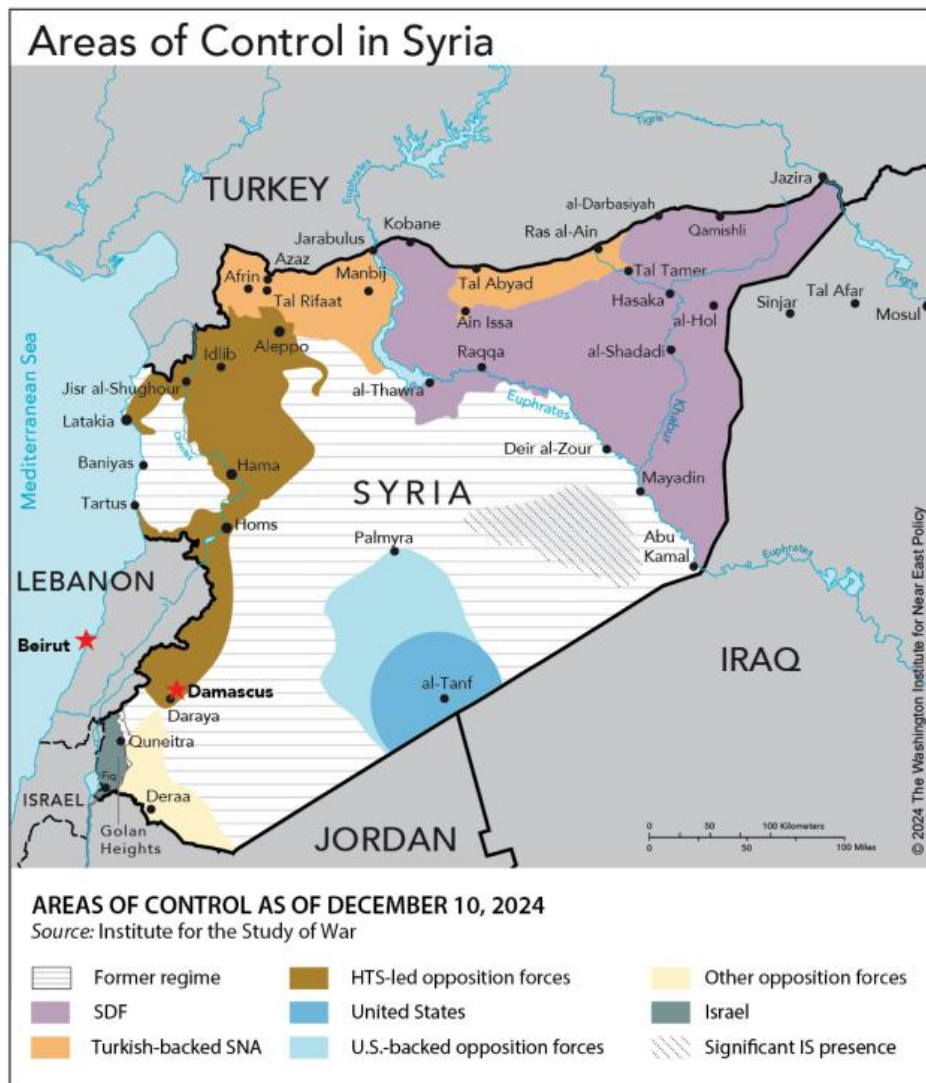 Areas of Control in Syria
Tigris
Jazira
TURKEY
Euphrates
al-Darbasiyah
Kobane
Ras al-Ain
Qamishli
Jarabulus
Azaz
Afrin
Manbij
Tal Abyad
Tal Tamer
Tigris
Tal Rifaat
Hasaka
Sinjar
Tal Afar
Mosul
Ain Issa
al-Hol
Aleppo
Idlib
Raqqa
al-Shadadi
Jisr al-Shughour
al-Thawra
Euphrates
Khabur
Latakia
Orontes
Mediterranean Sea
Deir al-Zour
Baniyas
Hama
Mayadin
SYRIA
Tartus
Homs
Palmyra
Abu
Kamal
Euphrates
LEBANON
Beirut
IRAQ
Damascus
al-Tanf
Daraya
Quneitra
Fiq
ISRAEL
Deraa
Golan
Heights
JORDAN
0 50 100 Kilometers
0 50 100 Miles
© 2024 The Washington Institute for Near East Policy
AREAS OF CONTROL AS OF DECEMBER 10, 2024
Source: Institute for the Study of War
Former regime
HTS-led opposition forces
Other opposition forces
SDF
United States
Israel
Turkish-backed SNA
U.S.-backed opposition forces
Significant IS presence